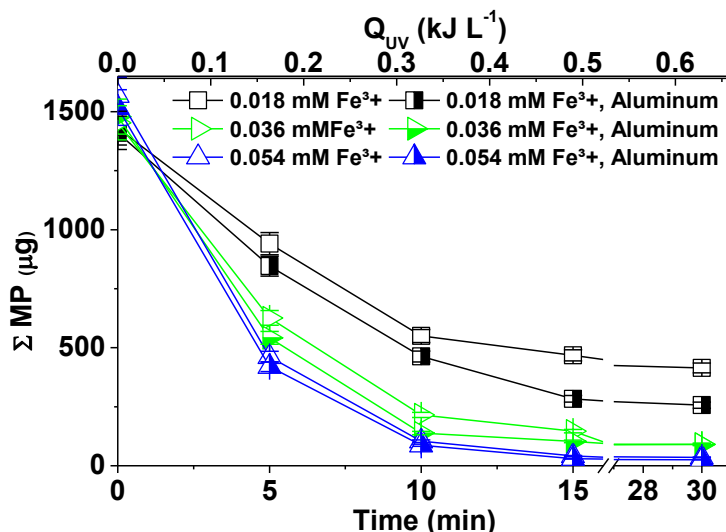 Q_UV (kJ L⁻¹)
0.0 0.1 0.2 0.3 0.4 0.5 0.6
0.018 mM Fe³+ 0.018 mM Fe³+, Aluminum
0.036 mMFe³+ 0.036 mM Fe³+, Aluminum
0.054 mM Fe³+ 0.054 mM Fe³+, Aluminum
1500
1000
500
0
Σ MP (µg)
0 5 10 15 28 30
Time (min)